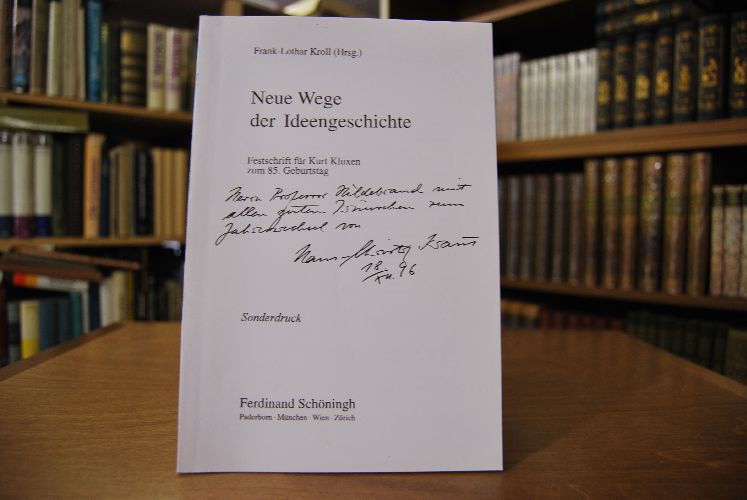 Frank-Lothar Kroll (Hrsg.)
Neue Wege
der Ideengeschichte
Festschrift für Kurt Kluxen
zum 85. Geburtstag
Herrn Professor Hildebrand mit
allen guten Wünschen zum
Jahreswechsel von
Hans-Christof Kraus
18/XII. 96
Sonderdruck
Ferdinand Schöningh
Paderborn · München · Wien · Zürich